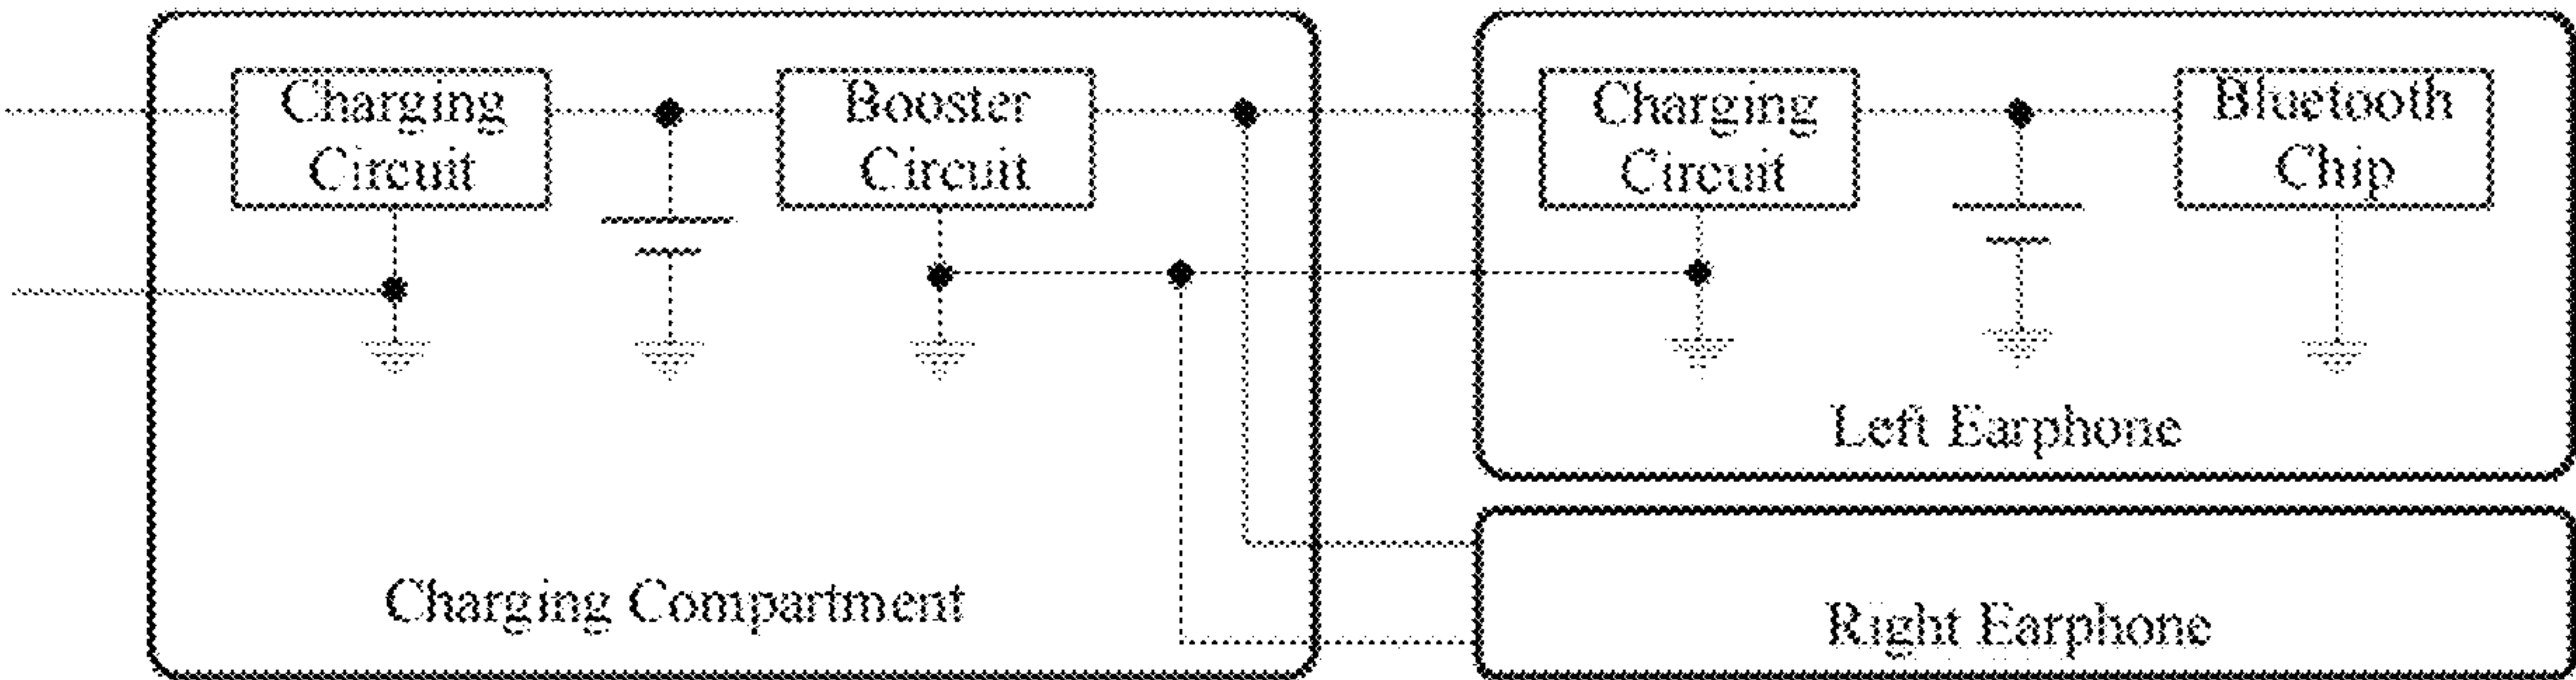 Charging
Circuit
Booster
Circuit
Charging
Circuit
Bluetooth
Chip
Left Earphone
Charging Compartment
Right Earphone